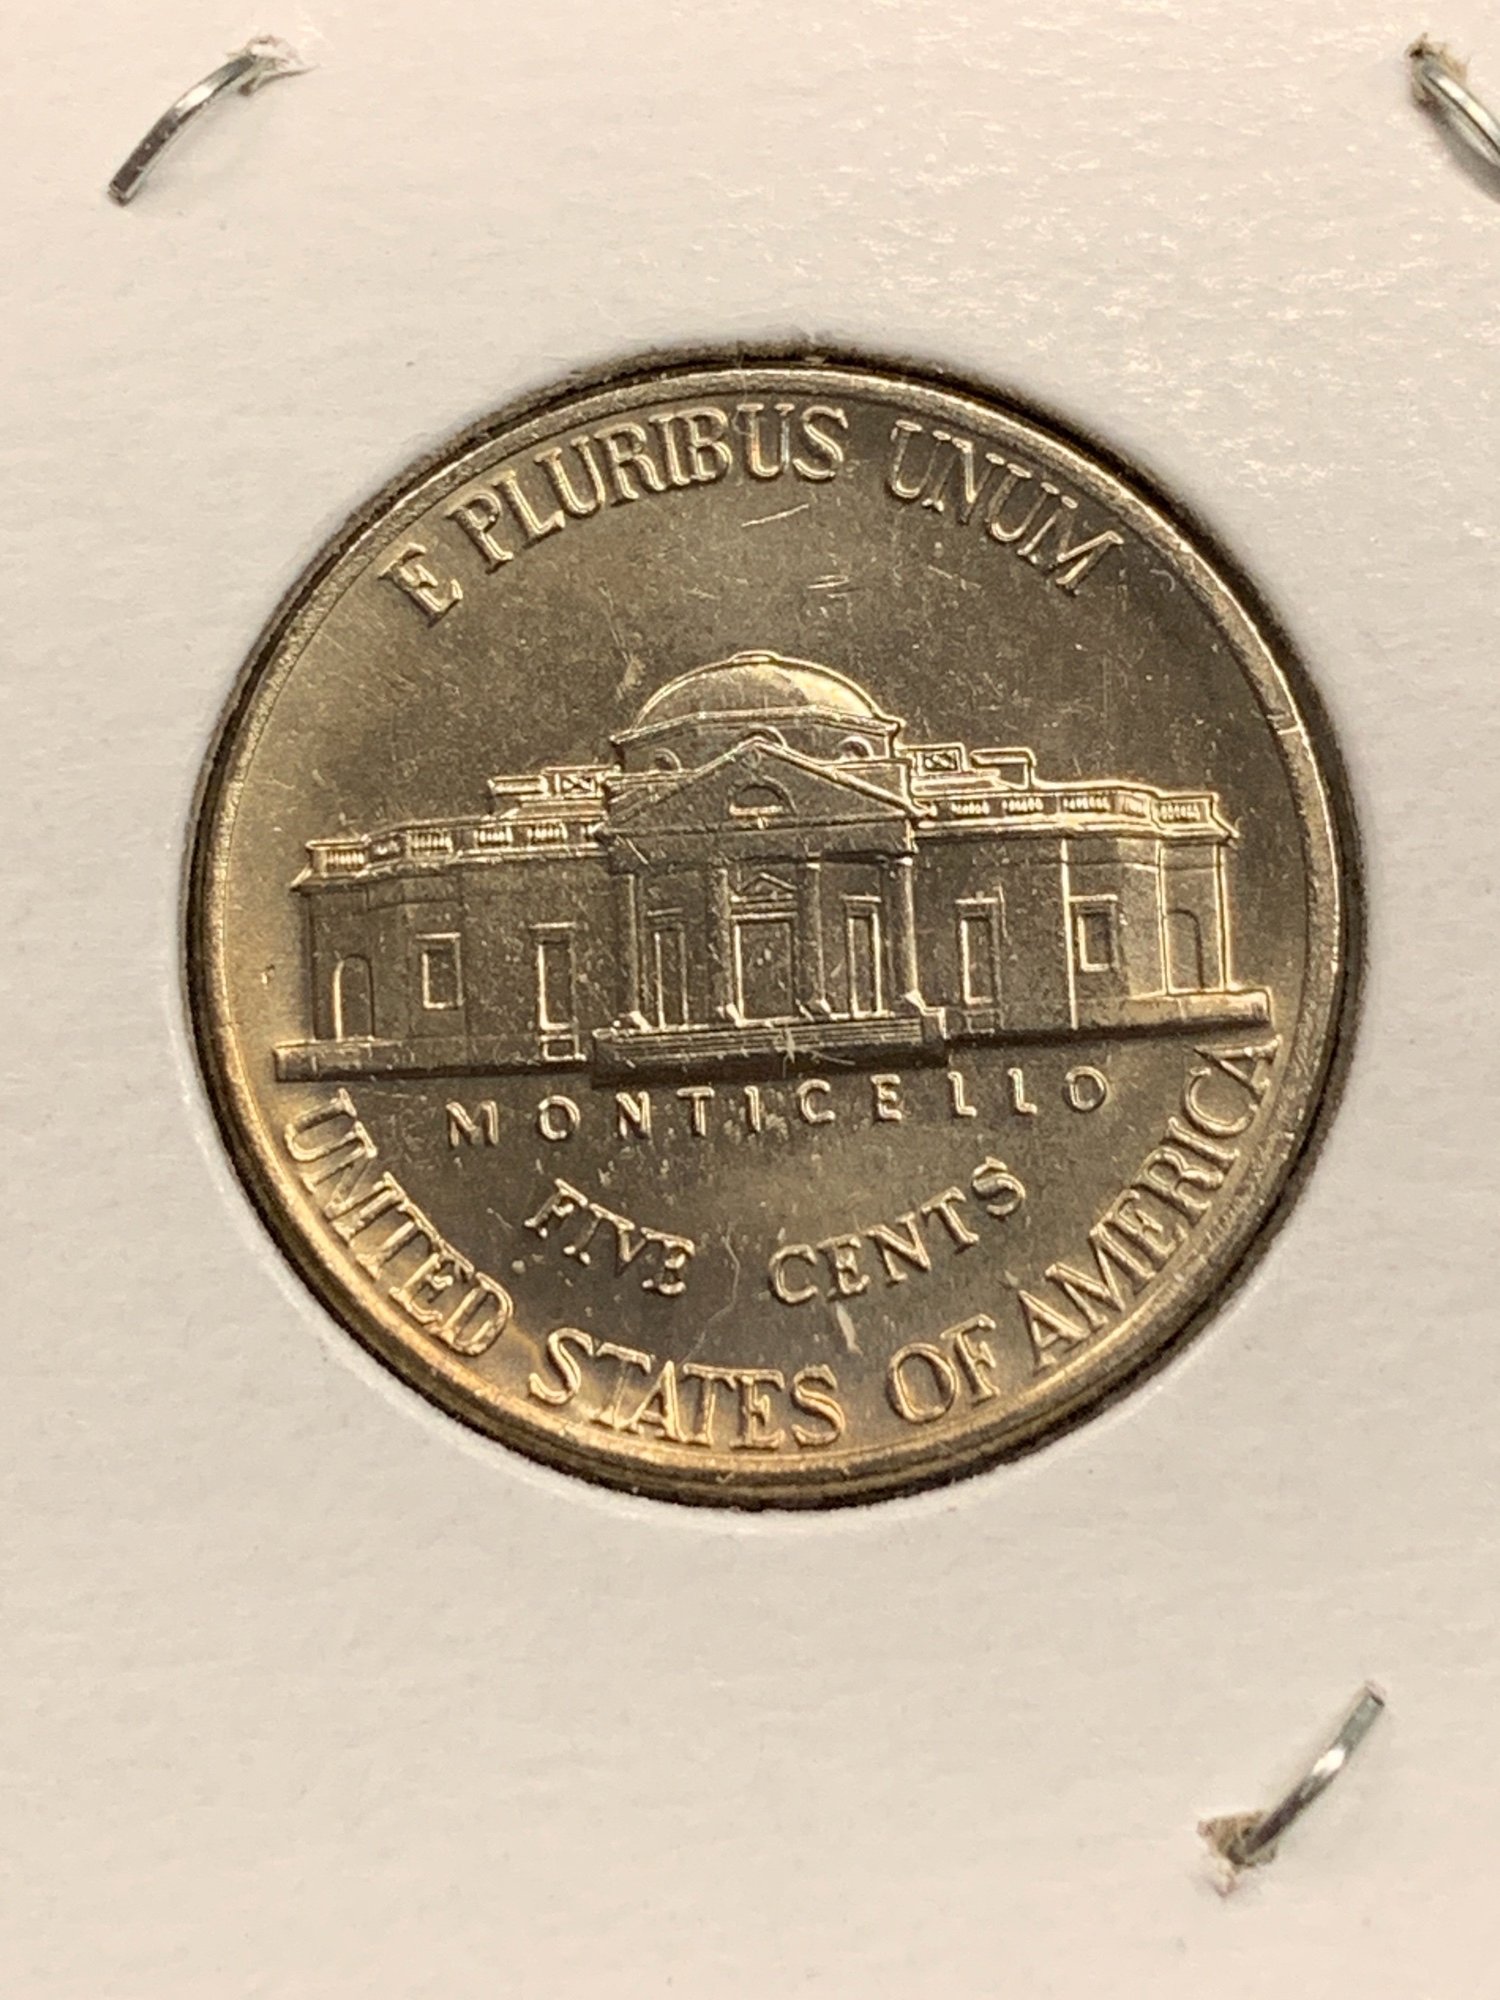 E PLURIBUS UNUM
MONTICELLO
FIVE CENTS
UNITED STATES OF AMERICA